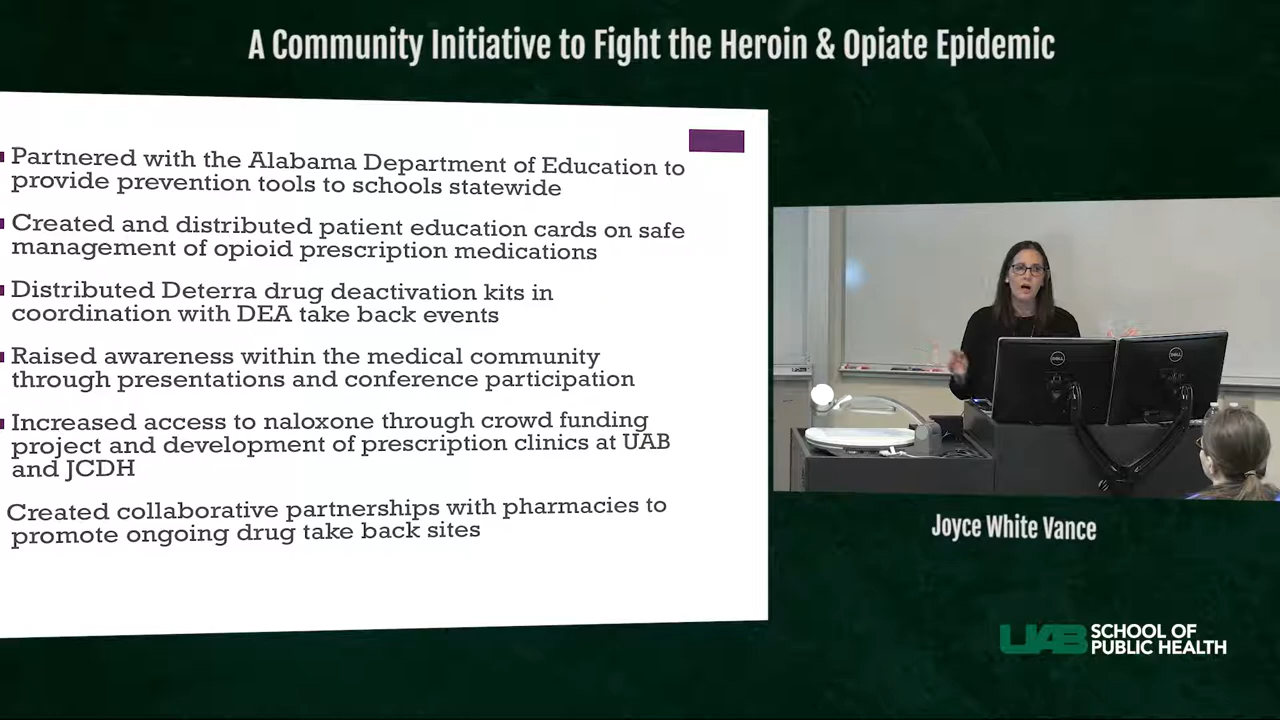 A Community Initiative to Fight the Heroin & Opiate Epidemic
Partnered with the Alabama Department of Education to
provide prevention tools to schools statewide
Created and distributed patient education cards on safe
management of opioid prescription medications
Distributed Deterra drug deactivation kits in
coordination with DEA take back events
Raised awareness within the medical community
through presentations and conference participation
Increased access to naloxone through crowd funding
project and development of prescription clinics at UAB
and JCDH
Created collaborative partnerships with pharmacies to
promote ongoing drug take back sites
DELL
DELL
Joyce White Vance
UAB SCHOOL OF
PUBLIC HEALTH